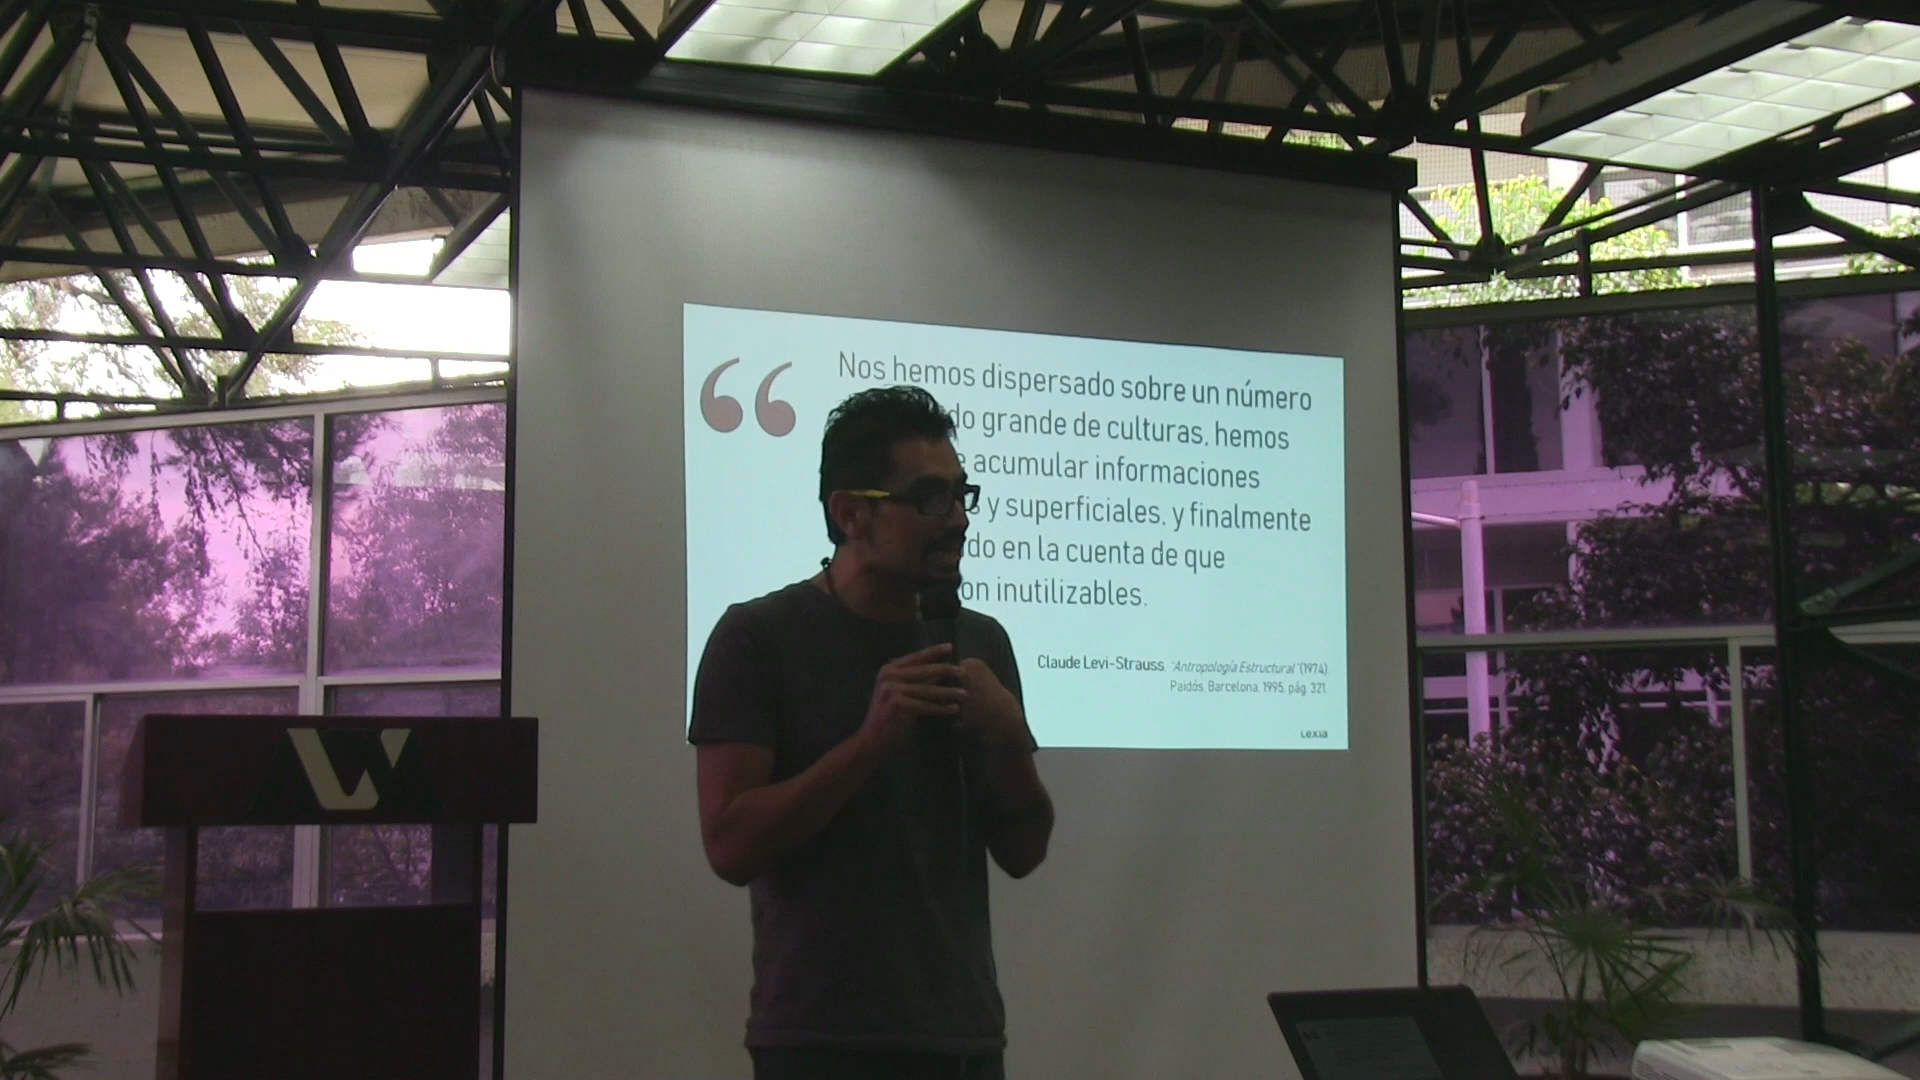 “
Nos hemos dispersado sobre un número
do grande de culturas, hemos
e acumular informaciones
s y superficiales, y finalmente
do en la cuenta de que
on inutilizables.
Claude Levi-Strauss. "Antropología Estructural" (1974).
Paidós, Barcelona, 1995. pág. 321.
Lexia